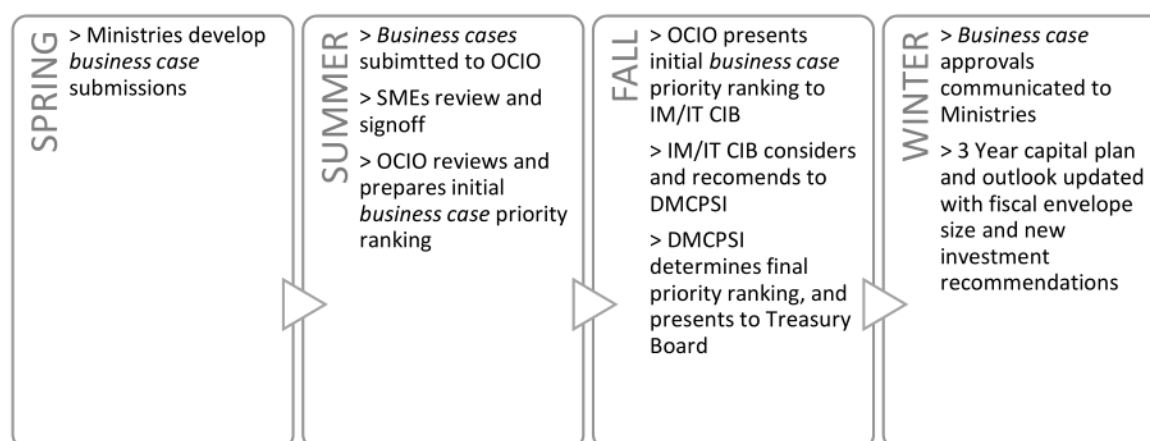 SPRING
> Ministries develop
business case
submissions
SUMMER
> Business cases
subimtted to OCIO
> SMEs review and
signoff
> OCIO reviews and
prepares initial
business case priority
ranking
FALL
> OCIO presents
initial business case
priority ranking to
IM/IT CIB
> IM/IT CIB considers
and recomends to
DMCPSI
> DMCPSI
determines final
priority ranking, and
presents to Treasury
Board
WINTER
> Business case
approvals
communicated to
Ministries
> 3 Year capital plan
and outlook updated
with fiscal envelope
size and new
investment
recommendations